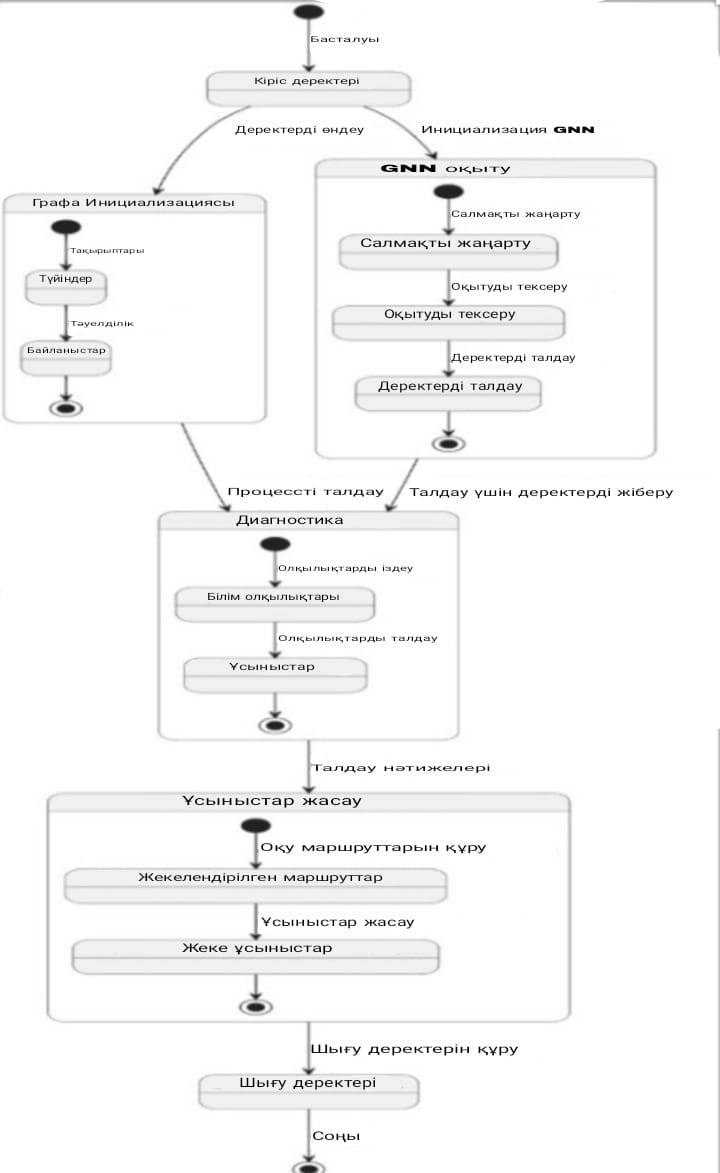 Басталуы
Кіріс деректері
Деректерді өндеу
Инициализация GNN
Графа Инициализациясы
Тақырыптары
Түйіндер
Тәуелділік
Байланыстар
GNN оқыту
Салмақты жаңарту
Салмақты жаңарту
Оқытуды тексеру
Оқытуды тексеру
Деректерді талдау
Деректерді талдау
Процессті талдау
Талдау үшін деректерді жіберу
Диагностика
Олқылықтарды іздеу
Білім олқылықтары
Олқылықтарды талдау
Ұсыныстар
Талдау нәтижелері
Ұсыныстар жасау
Оқу маршруттарын құру
Жекелендірілген маршруттар
Ұсыныстар жасау
Жеке ұсыныстар
Шығу деректерін құру
Шығу деректері
Соңы